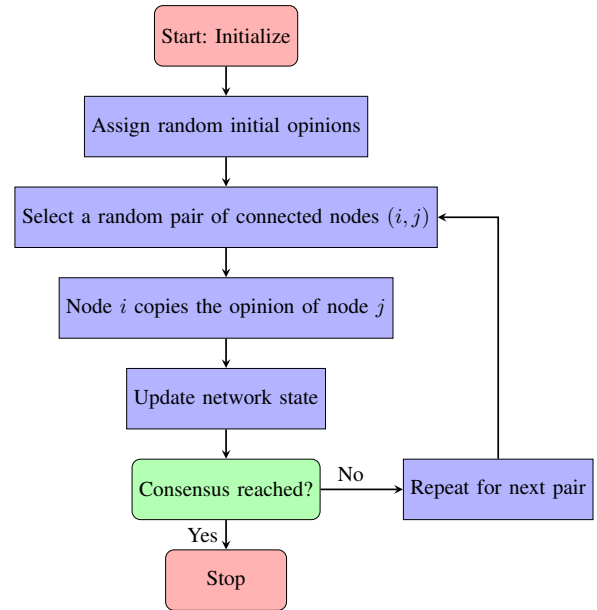 Start: Initialize
Assign random initial opinions
Select a random pair of connected nodes (i, j)
Node i copies the opinion of node j
Update network state
Consensus reached?
No
Repeat for next pair
Yes
Stop